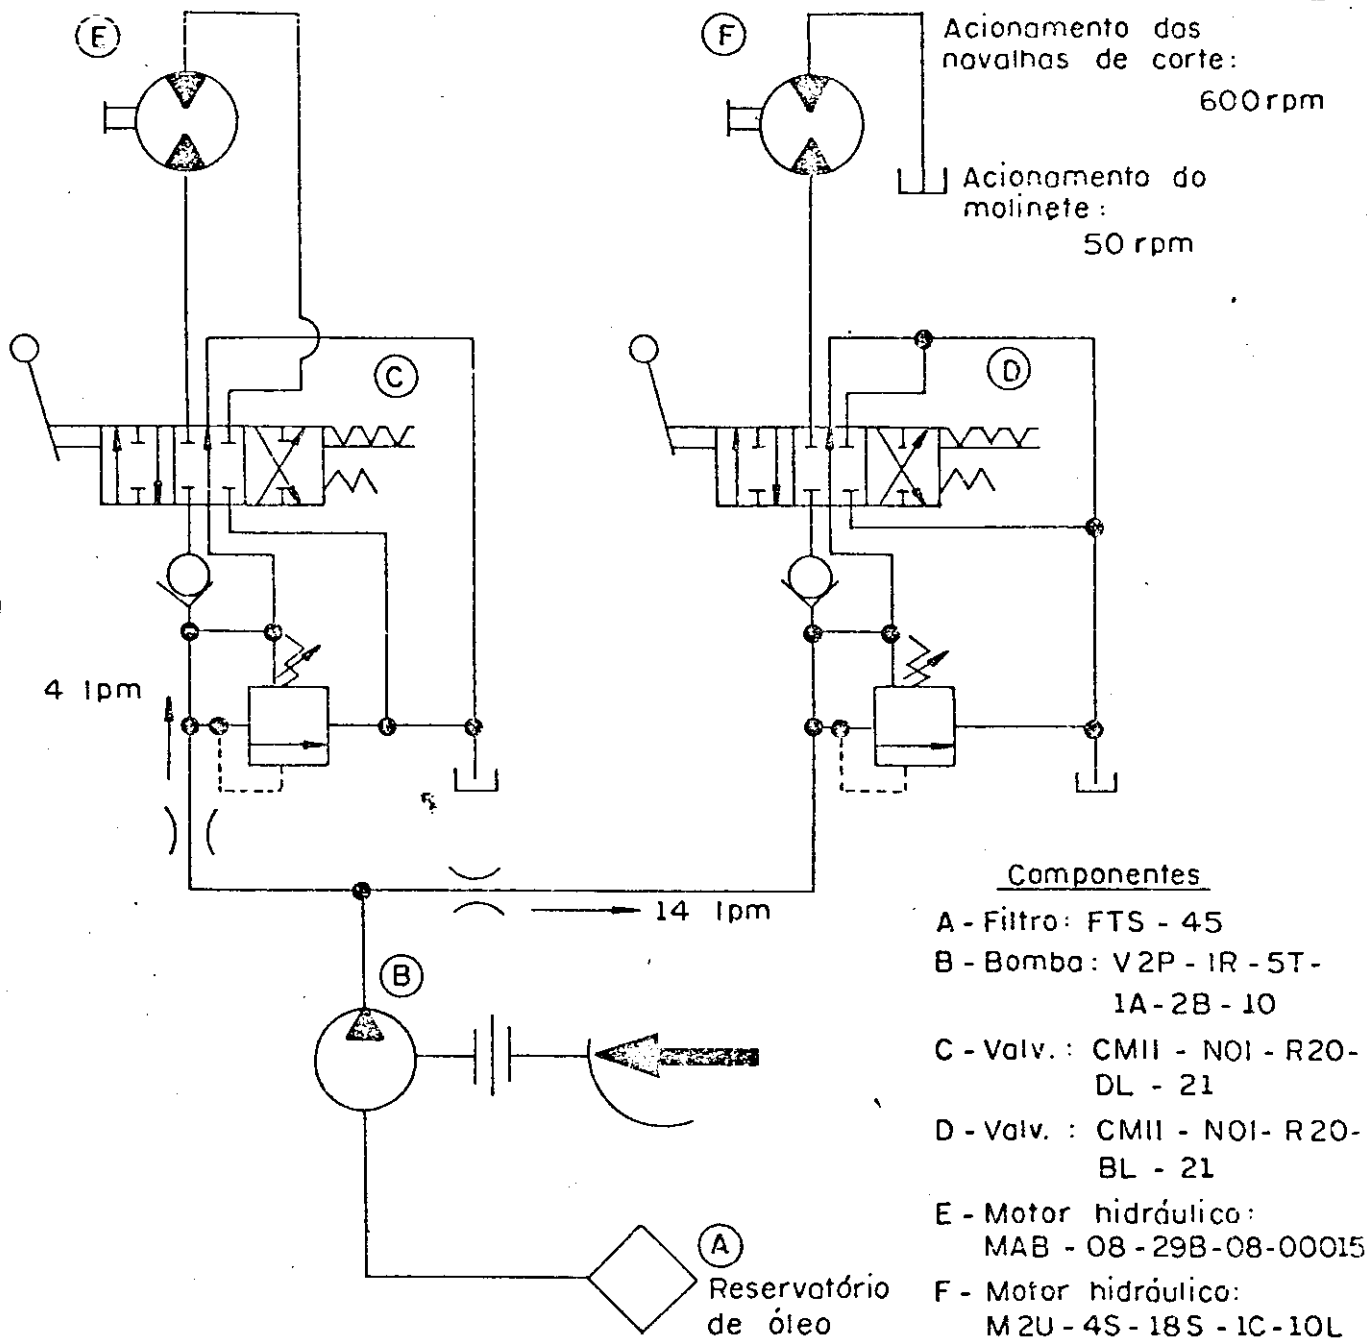 E
F
Acionamento das
navalhas de corte:
600 rpm
Acionamento do
molinete:
50 rpm
C
D
4 lpm
14 lpm
B
A
Reservatório
de óleo
Componentes
A - Filtro: FTS - 45
B - Bomba: V2P - 1R - 5T -
1A - 2B - 10
C - Valv. : CM11 - N01 - R20-
DL - 21
D - Valv. : CM11 - N01 - R20-
BL - 21
E - Motor hidráulico:
MAB - 08 - 29B - 08 - 00015
F - Motor hidráulico:
M2U - 4S - 18S - 1C - 10L